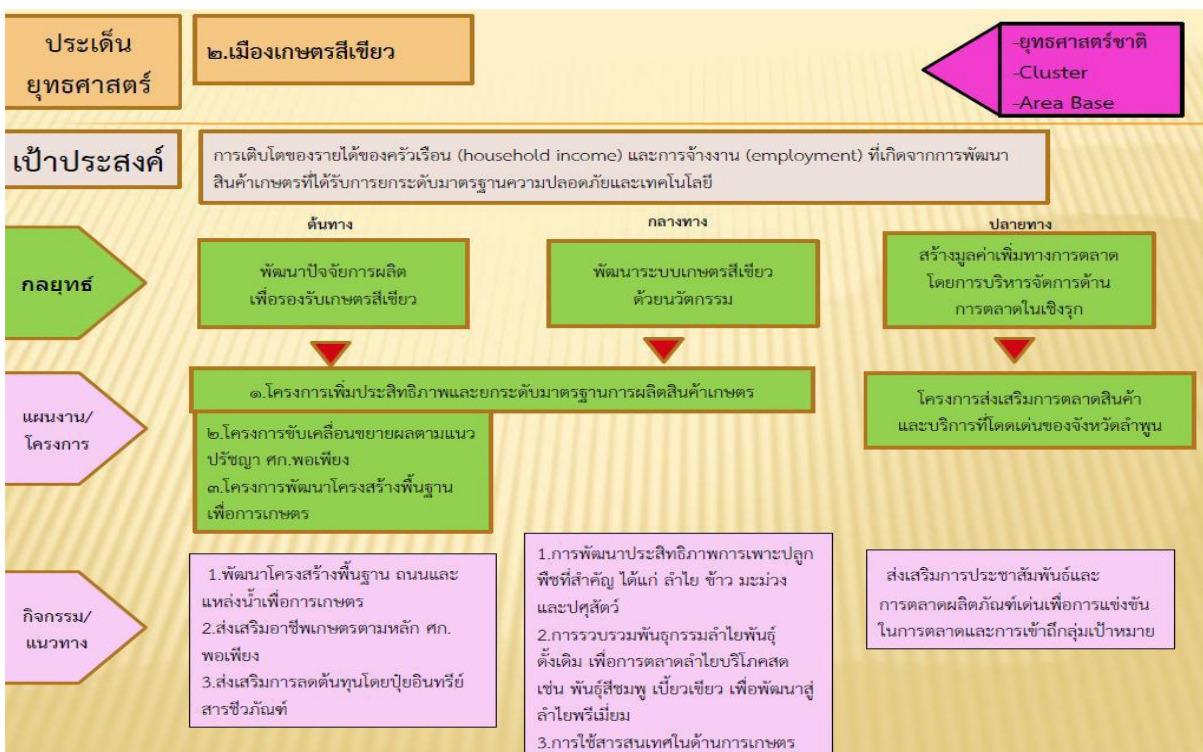 ประเด็น
ยุทธศาสตร์
๒.เมืองเกษตรสีเขียว
-ยุทธศาสตร์ชาติ
-Cluster
-Area Base
เป้าประสงค์
การเติบโตของรายได้ของครัวเรือน (household income) และการจ้างงาน (employment) ที่เกิดจากการพัฒนา
สินค้าเกษตรที่ได้รับการยกระดับมาตรฐานความปลอดภัยและเทคโนโลยี
ต้นทาง
กลางทาง
ปลายทาง
กลยุทธ์
พัฒนาปัจจัยการผลิต
เพื่อรองรับเกษตรสีเขียว
พัฒนาระบบเกษตรสีเขียว
ด้วยนวัตกรรม
สร้างมูลค่าเพิ่มทางการตลาด
โดยการบริหารจัดการด้าน
การตลาดในเชิงรุก
แผนงาน/
โครงการ
๑.โครงการเพิ่มประสิทธิภาพและยกระดับมาตรฐานการผลิตสินค้าเกษตร
๒.โครงการขับเคลื่อนขยายผลตามแนว
ปรัชญา ศก.พอเพียง
๓.โครงการพัฒนาโครงสร้างพื้นฐาน
เพื่อการเกษตร
โครงการส่งเสริมการตลาดสินค้า
และบริการที่โดดเด่นของจังหวัดลำพูน
กิจกรรม/
แนวทาง
1.พัฒนาโครงสร้างพื้นฐาน ถนนและ
แหล่งน้ำเพื่อการเกษตร
2.ส่งเสริมอาชีพเกษตรตามหลัก ศก.
พอเพียง
3.ส่งเสริมการลดต้นทุนโดยปุ๋ยอินทรีย์
สารชีวภัณฑ์
1.การพัฒนาประสิทธิภาพการเพาะปลูก
พืชที่สำคัญ ได้แก่ ลำไย ข้าว มะม่วง
และปศุสัตว์
2.การรวบรวมพันธุกรรมลำไยพันธุ์
ดั้งเดิม เพื่อการตลาดลำไยบริโภคสด
เช่น พันธุ์สีชมพู เบี้ยวเขียว เพื่อพัฒนาสู่
ลำไยพรีเมี่ยม
3.การใช้สารสนเทศในด้านการเกษตร
ส่งเสริมการประชาสัมพันธ์และ
การตลาดผลิตภัณฑ์เด่นเพื่อการแข่งขัน
ในการตลาดและการเข้าถึกลุ่มเป้าหมาย